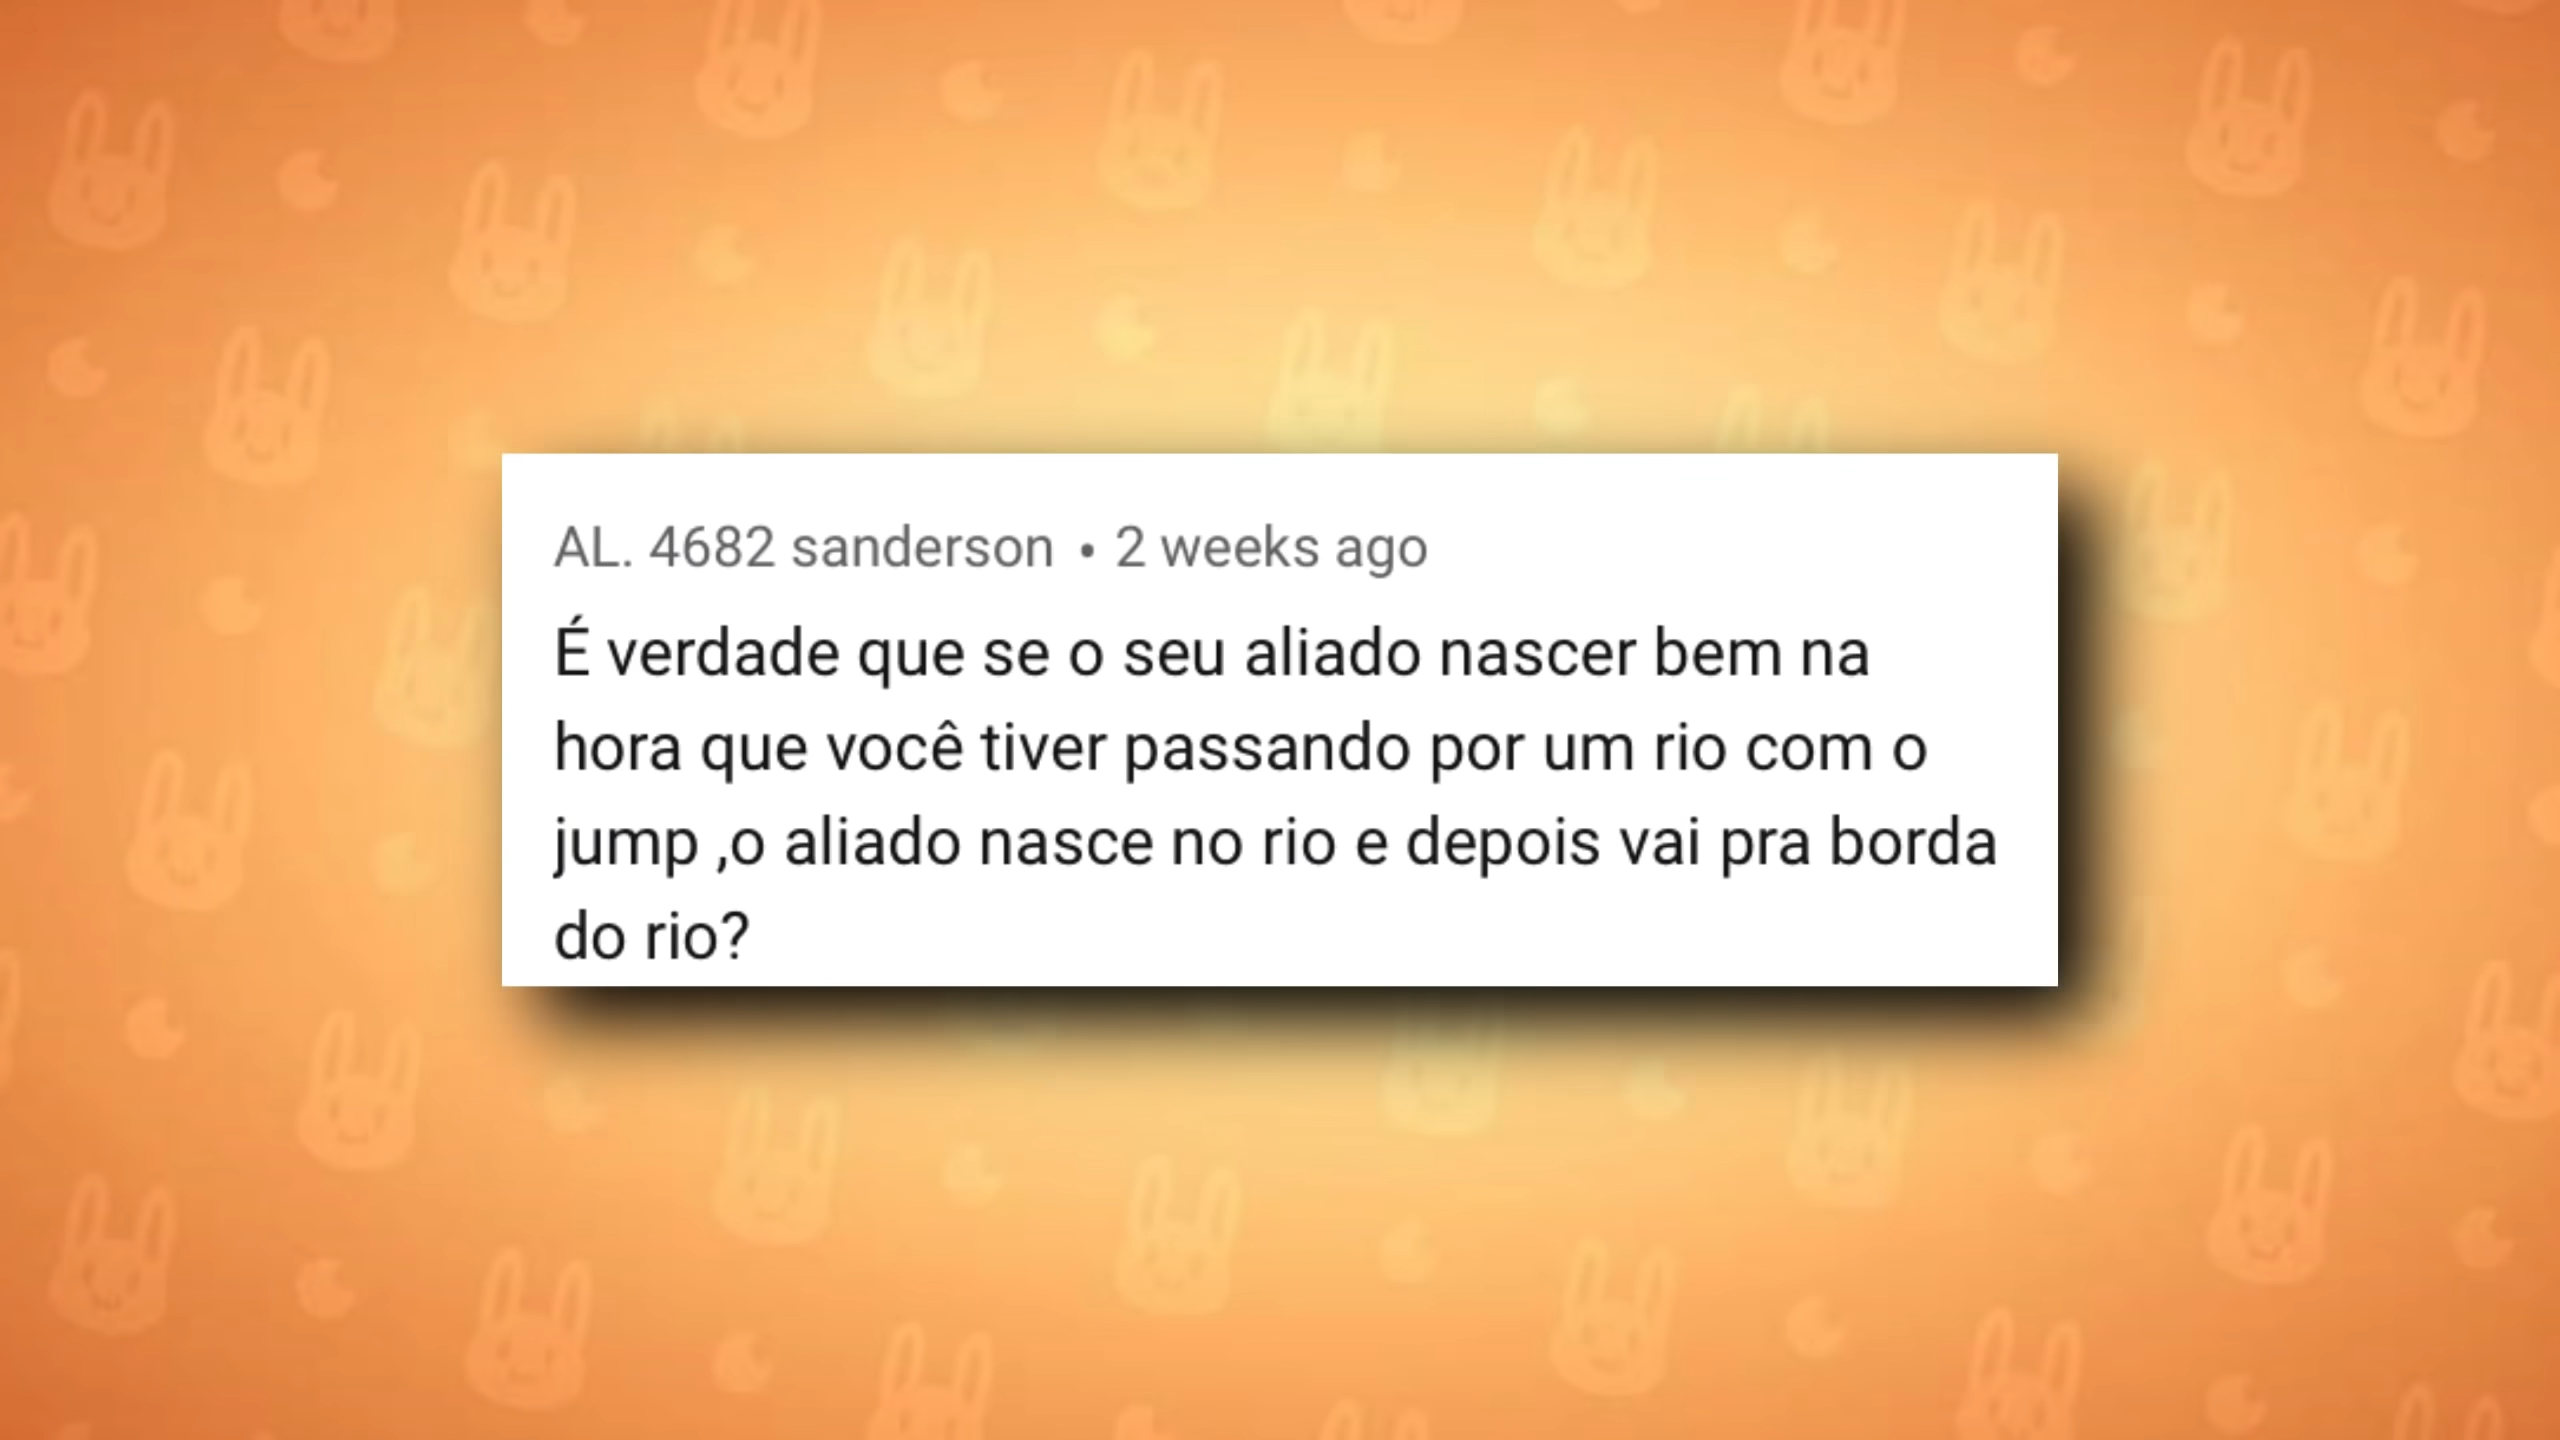 AL. 4682 sanderson • 2 weeks ago
É verdade que se o seu aliado nascer bem na
hora que você tiver passando por um rio com o
jump ,o aliado nasce no rio e depois vai pra borda
do rio?